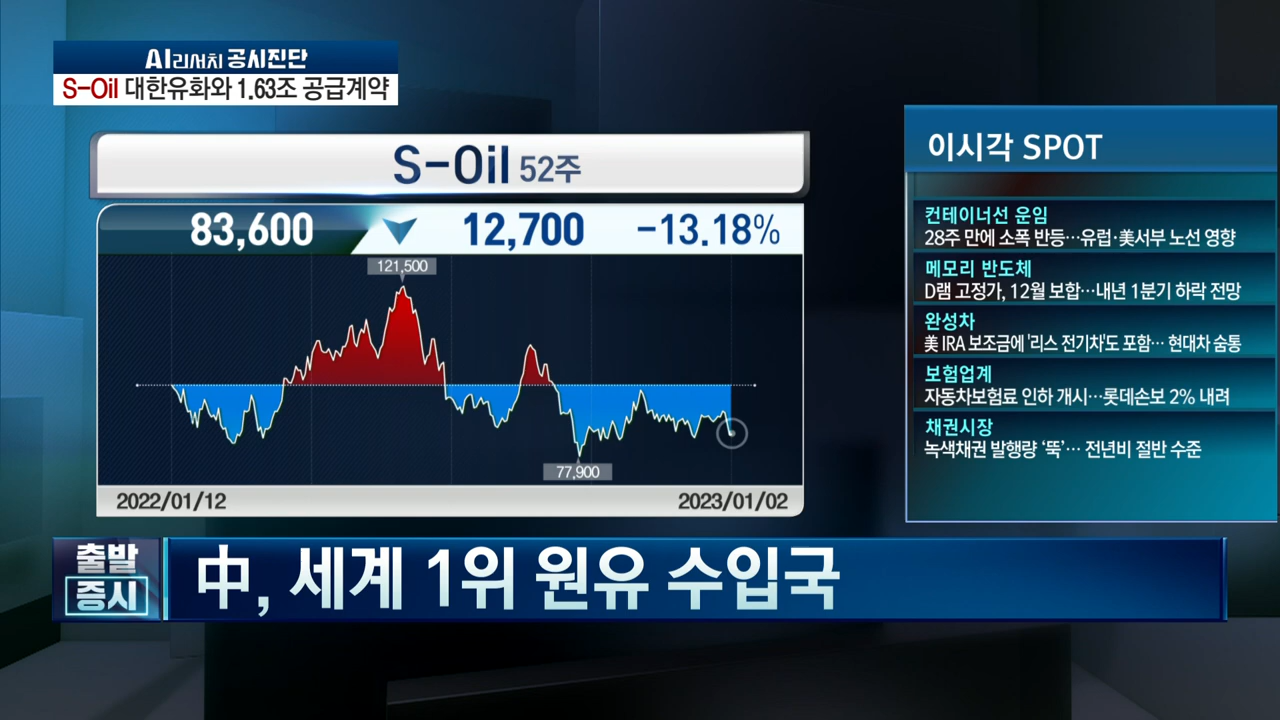 AI리서치 공시진단
S-Oil 대한유화와 1.63조 공급계약
S-Oil 52주
83,600 ▼ 12,700 -13.18%
121,500
77,900
2022/01/12 2023/01/02
이시각 SPOT
컨테이너선 운임
28주 만에 소폭 반등…유럽·美서부 노선 영향
메모리 반도체
D램 고정가, 12월 보합…내년 1분기 하락 전망
완성차
美 IRA 보조금에 '리스 전기차'도 포함… 현대차 숨통
보험업계
자동차보험료 인하 개시…롯데손보 2% 내려
채권시장
녹색채권 발행량 ‘뚝’… 전년비 절반 수준
출발
증시
中, 세계 1위 원유 수입국